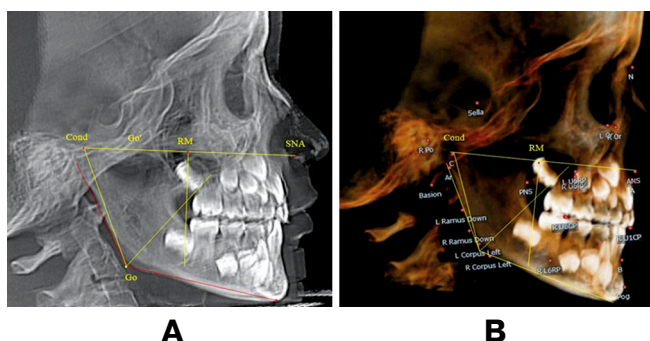 Cond
Go'
RM
SNA
Go
N
Sella
R Po
Cond
RM
C
Ar
Basion
PNS
ANS
L Ramus Down
R Ramus Down
L Corpus Left
R Corpus Left
R L6RP
R U1CP
B
Pog
A
B